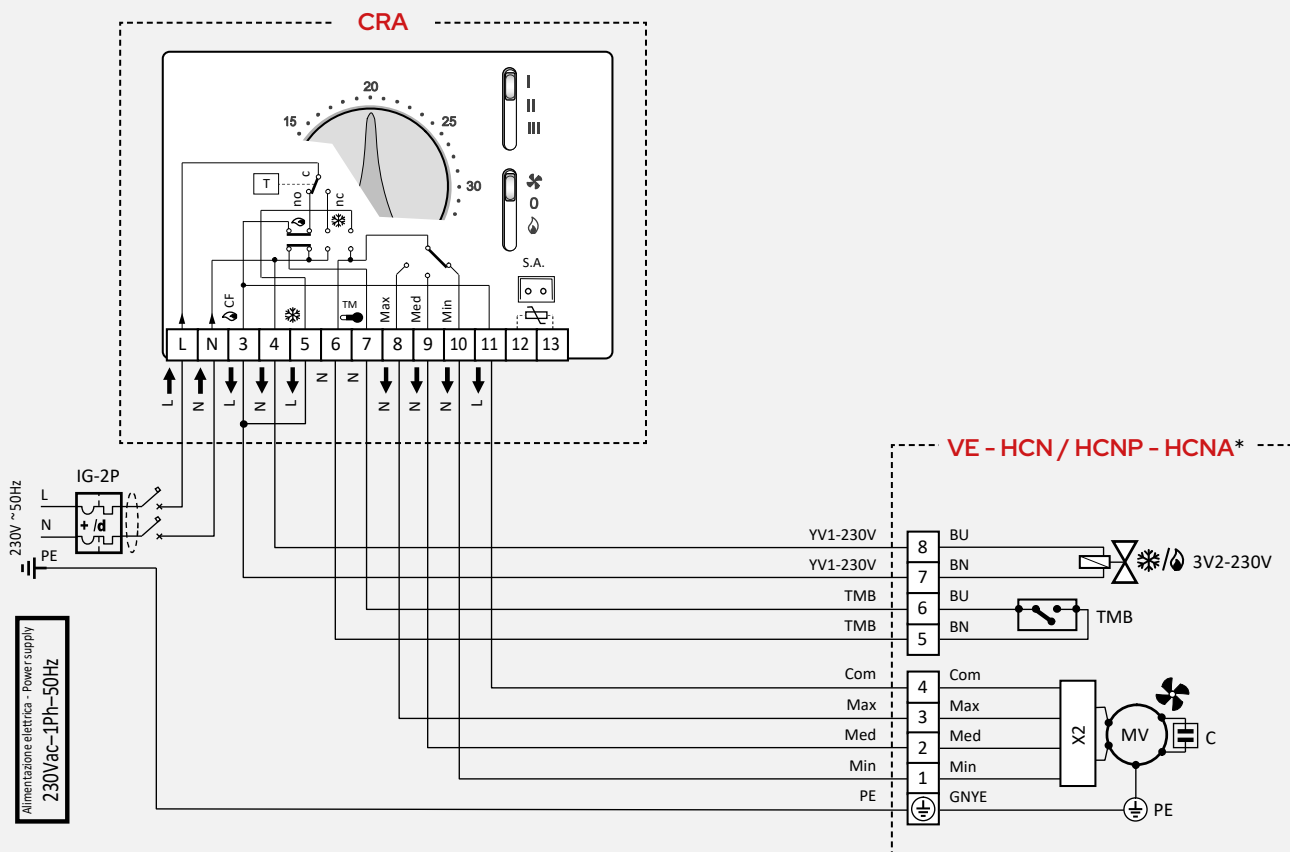 CRA
20
15
25
30
I
II
III
0
T
c
no
nc
S.A.
CF
TM
Max
Med
Min
L N 3 4 5 6 7 8 9 10 11 12 13
L N L N L N N N N N L
IG-2P
230V ~50Hz
L
N
PE
+ /d
VE - HCN / HCNP - HCNA*
YV1-230V 8 BU
YV1-230V 7 BN
3V2-230V
TMB 6 BU
TMB 5 BN
TMB
Com 4 Com
Max 3 Max
Med 2 Med
Min 1 Min
PE GNYE
X2
MV
C
PE
Alimentazione elettrica - Power supply
230Vac-1Ph-50Hz